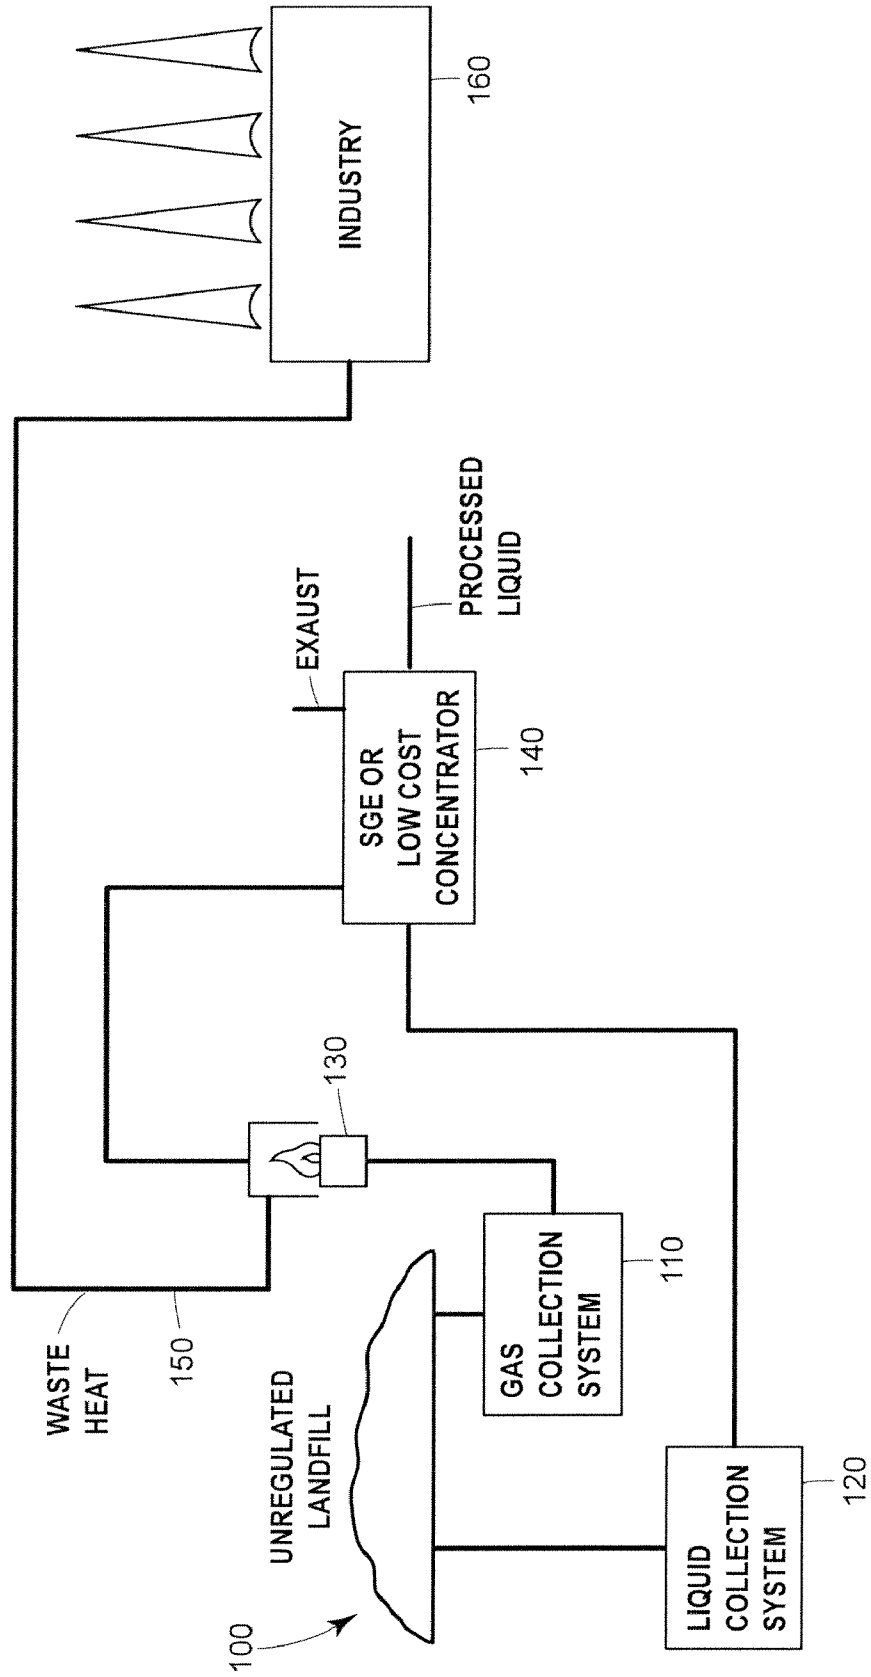 WASTE
HEAT
150
UNREGULATED
LANDFILL
100
130
EXAUST
SGE OR
LOW COST
CONCENTRATOR
140
PROCESSED
LIQUID
INDUSTRY
160
GAS
COLLECTION
SYSTEM
110
LIQUID
COLLECTION
SYSTEM
120